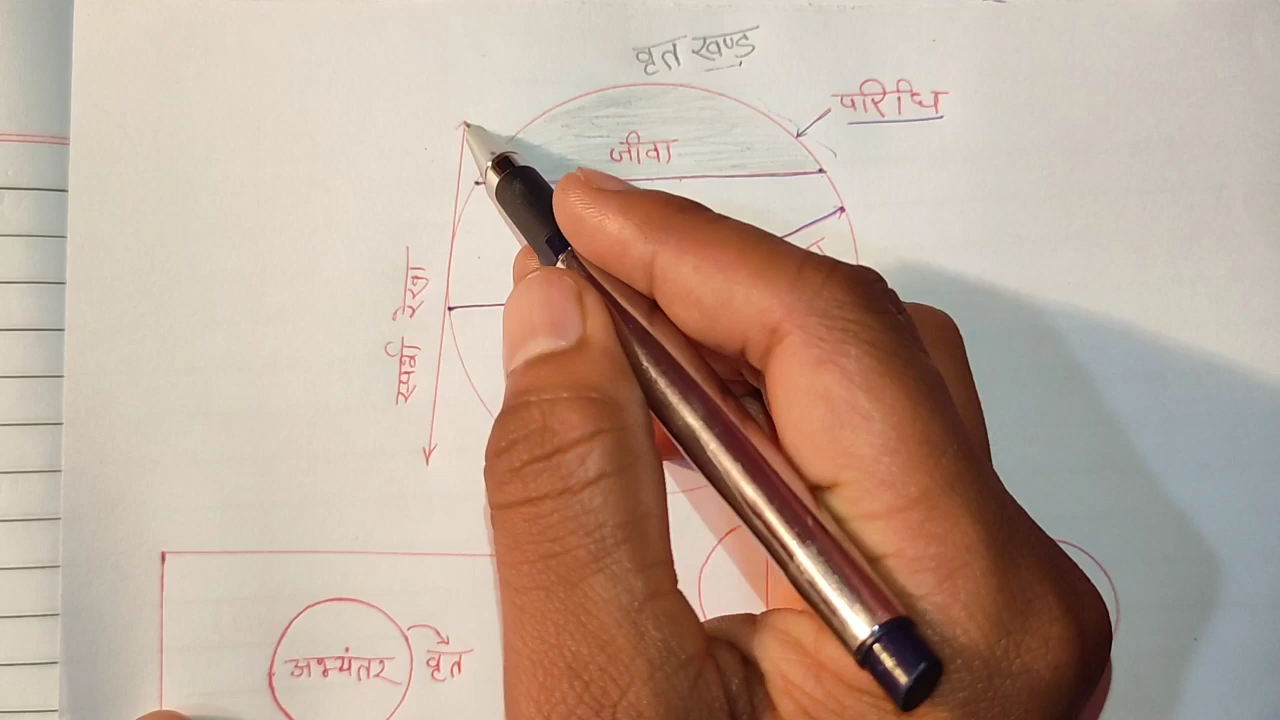 वृत खण्ड
परिधि
जीवा
स्पर्श रेखा
अभ्यंतर वृत